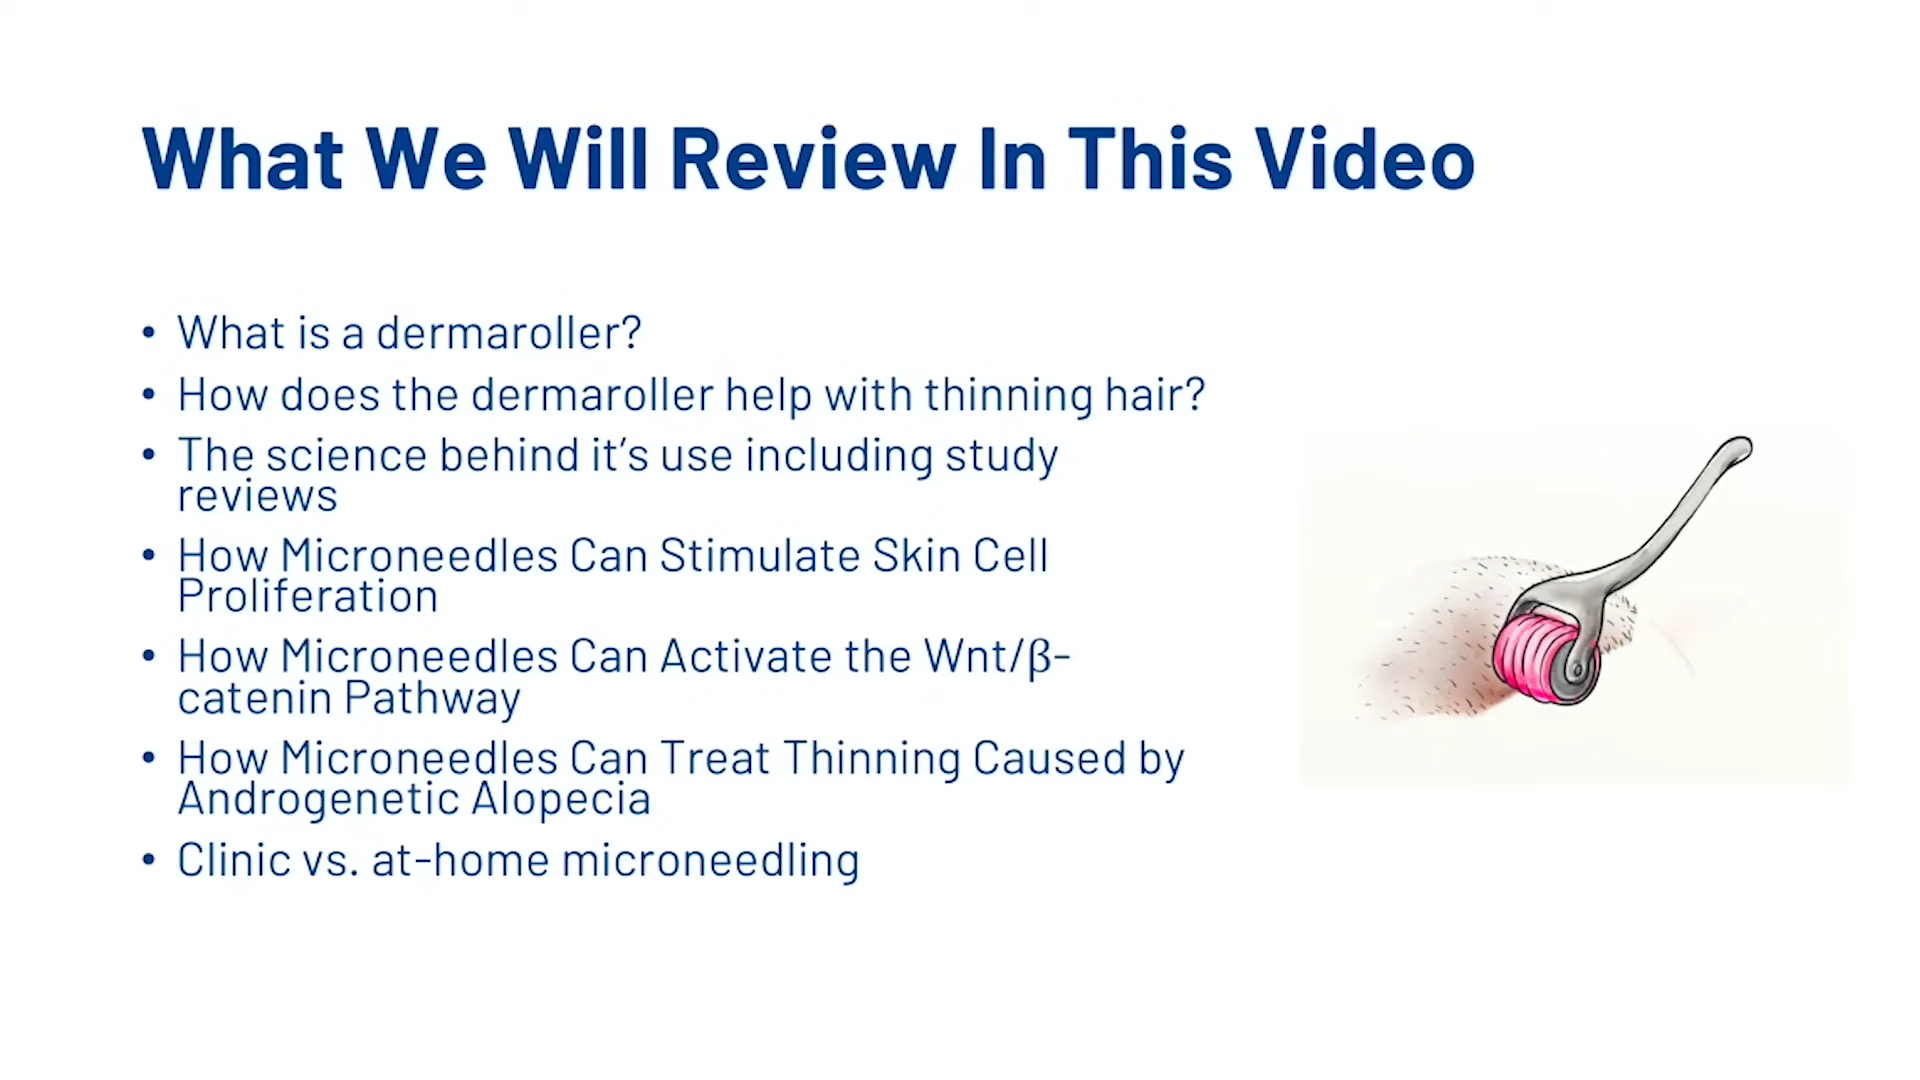 What We Will Review In This Video
• What is a dermaroller?
• How does the dermaroller help with thinning hair?
• The science behind it’s use including study
reviews
• How Microneedles Can Stimulate Skin Cell
Proliferation
• How Microneedles Can Activate the Wnt/β-
catenin Pathway
• How Microneedles Can Treat Thinning Caused by
Androgenetic Alopecia
• Clinic vs. at-home microneedling